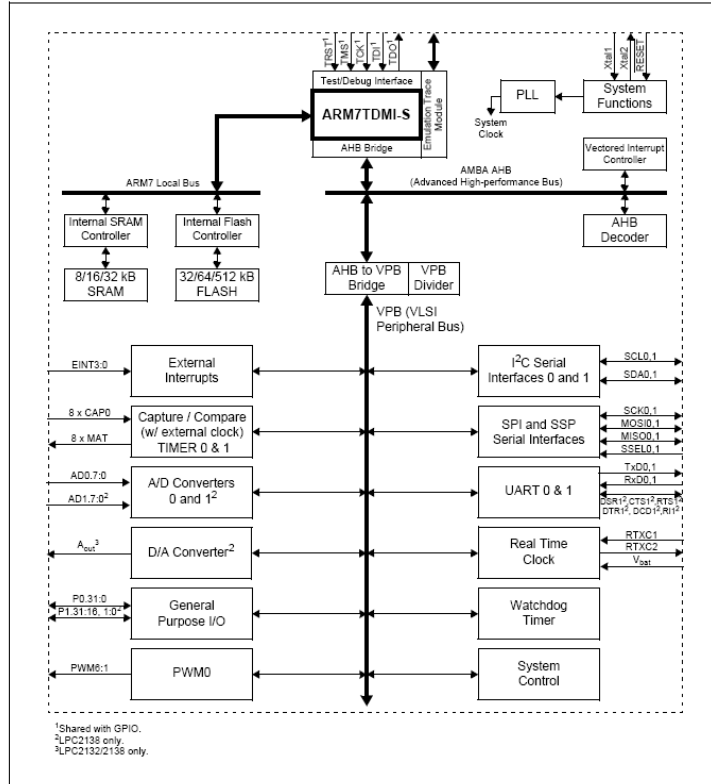 TRST¹
TMS¹
TCK¹
TDI¹
TDO¹
Xtal1
Xtal2
RESET
Test/Debug Interface
ARM7TDMI-S
AHB Bridge
Emulation Trace
Module
PLL
System
Functions
System
Clock
Vectored Interrupt
Controller
ARM7 Local Bus
AMBA AHB
(Advanced High-performance Bus)
Internal SRAM
Controller
Internal Flash
Controller
AHB
Decoder
8/16/32 kB
SRAM
32/64/512 kB
FLASH
AHB to VPB
Bridge
VPB
Divider
VPB (VLSI
Peripheral Bus)
EINT3:0
External
Interrupts
I²C Serial
Interfaces 0 and 1
SCL0,1
SDA0,1
8 x CAP0
8 x MAT
Capture / Compare
(w/ external clock)
TIMER 0 & 1
SPI and SSP
Serial Interfaces
SCK0,1
MOSI0,1
MISO0,1
SSEL0,1
AD0.7:0
AD1.7:0²
A/D Converters
0 and 1²
UART 0 & 1
TxD0,1
RxD0,1
DSR1²,CTS1²,RTS1²
DTR1², DCD1²,RI1²
Aout³
D/A Converter²
Real Time
Clock
RTXC1
RTXC2
Vbat
P0.31:0
P1.31:16, 1:0²
General
Purpose I/O
Watchdog
Timer
PWM6:1
PWM0
System
Control
¹Shared with GPIO.
²LPC2138 only.
³LPC2132/2138 only.